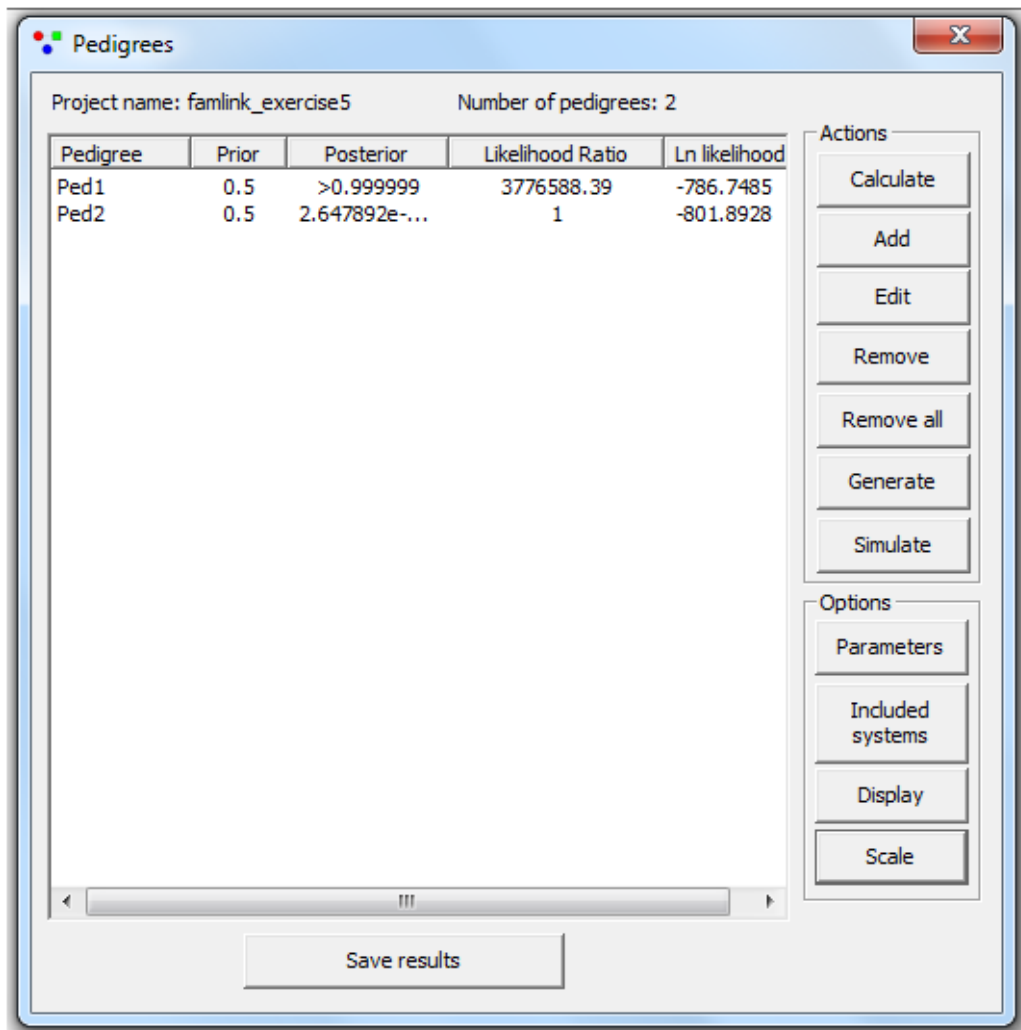 Pedigrees
Project name: famlink_exercise5 Number of pedigrees: 2
Pedigree Prior Posterior Likelihood Ratio Ln likelihood
Ped1 0.5 >0.999999 3776588.39 -786.7485
Ped2 0.5 2.647892e-... 1 -801.8928
Actions
Calculate
Add
Edit
Remove
Remove all
Generate
Simulate
Options
Parameters
Included
systems
Display
Scale
Save results